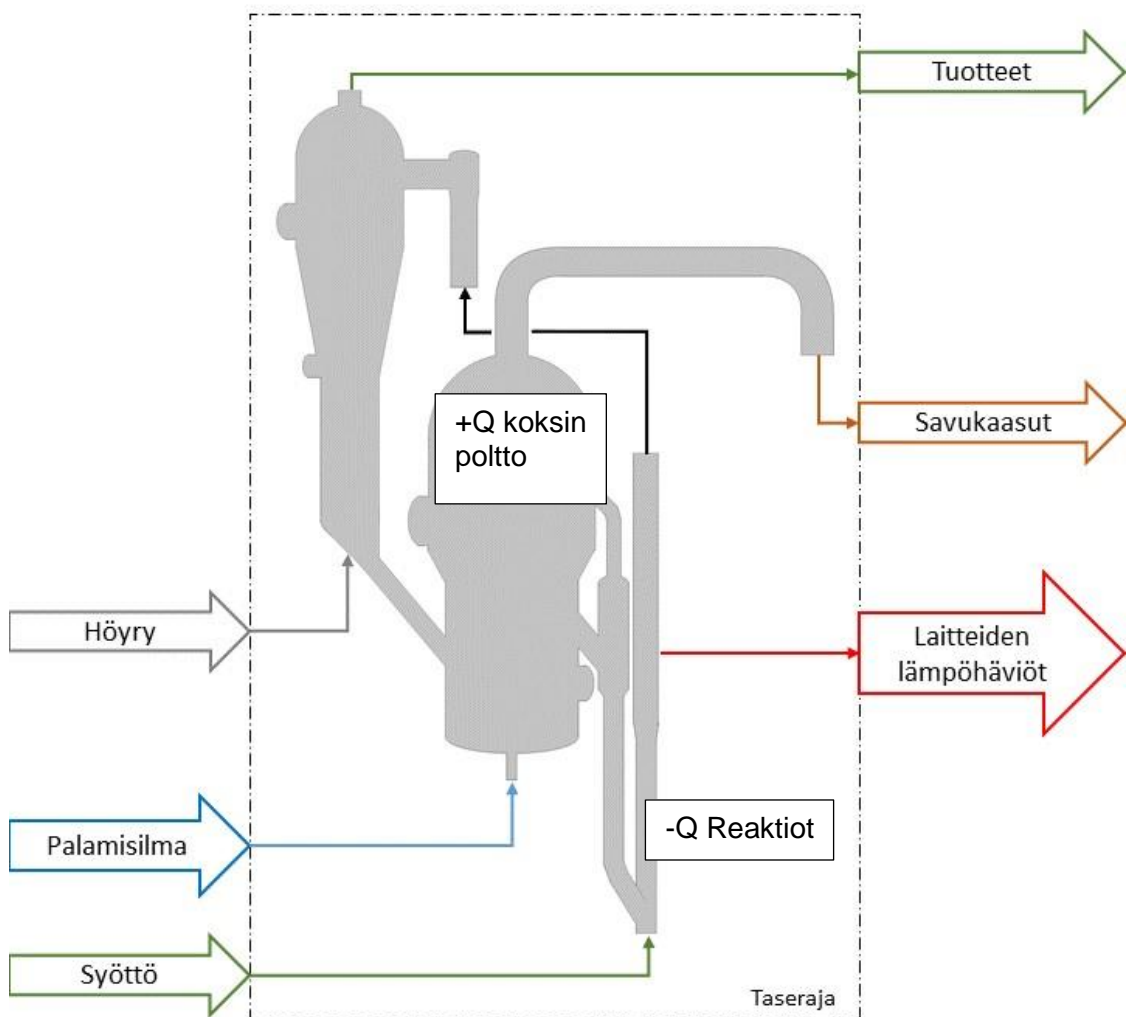 Tuotteet
+Q koksin
poltto
Savukaasut
Höyry
Laitteiden
lämpöhäviöt
Palamisilma
-Q Reaktiot
Syöttö
Taseraja